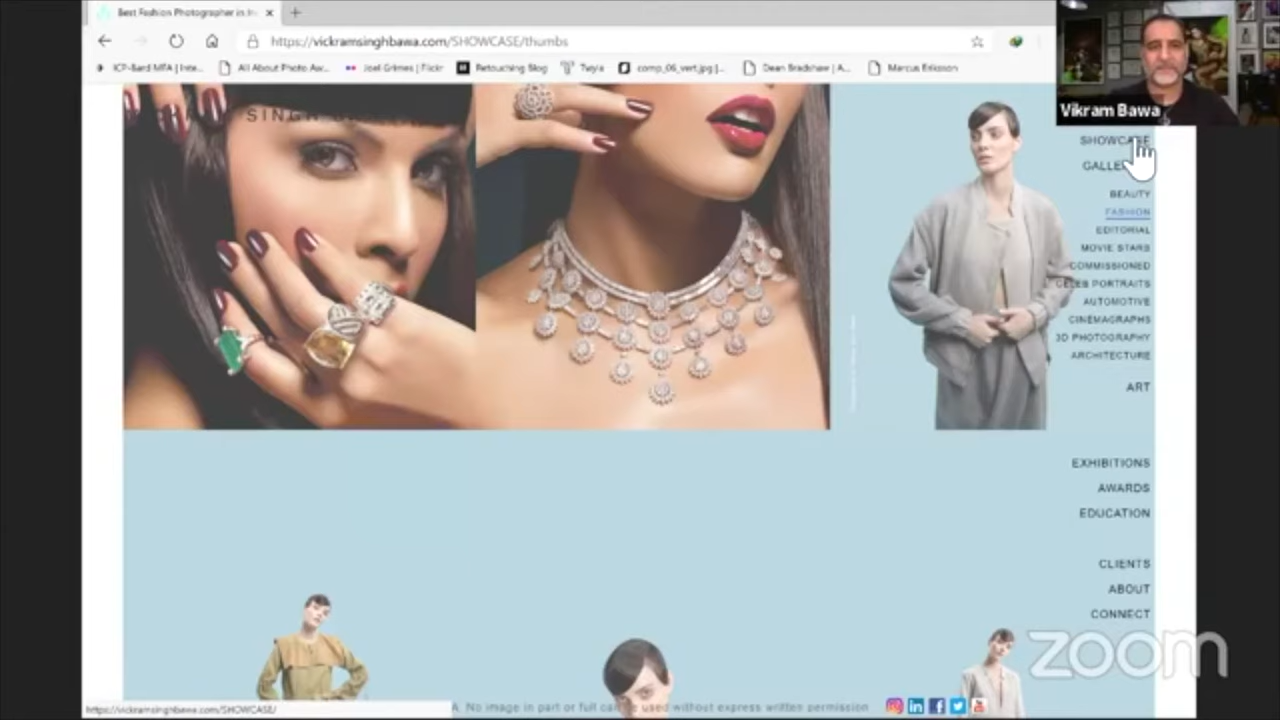 Best Fashion Photographer in In
https://vickramsinghbawa.com/SHOWCASE/thumbs
ICP-Bard MFA | Inte...
All About Photo Aw...
Joel Grimes | Flickr
Retouching Blog
Twyla
comp_06_vert.jpg |...
Dean Bradshaw | A...
Marcus Eriksson
Vikram Bawa
SINGH
SHOWCASE
GALLE
BEAUTY
FASHION
EDITORIAL
MOVIE STARS
COMMISSIONED
CELEB PORTRAITS
AUTOMOTIVE
CINEMAGRAPHS
3D PHOTOGRAPHY
ARCHITECTURE
ART
EXHIBITIONS
AWARDS
EDUCATION
CLIENTS
ABOUT
CONNECT
zoom
https://vickramsinghbawa.com/SHOWCASE/
A. No image in part or full can be used without express written permission